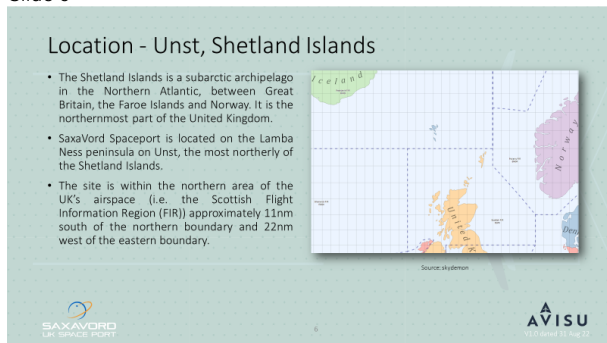 Location - Unst, Shetland Islands
• The Shetland Islands is a subarctic archipelago
in the Northern Atlantic, between Great
Britain, the Faroe Islands and Norway. It is the
northernmost part of the United Kingdom.
• SaxaVord Spaceport is located on the Lamba
Ness peninsula on Unst, the most northerly of
the Shetland Islands.
• The site is within the northern area of the
UK's airspace (i.e. the Scottish Flight
Information Region (FIR)) approximately 11nm
south of the northern boundary and 22nm
west of the eastern boundary.
Iceland
Norway
United K
Den
Source: skydemon
SAXAVORD
UK SPACE PORT
6
AVISU